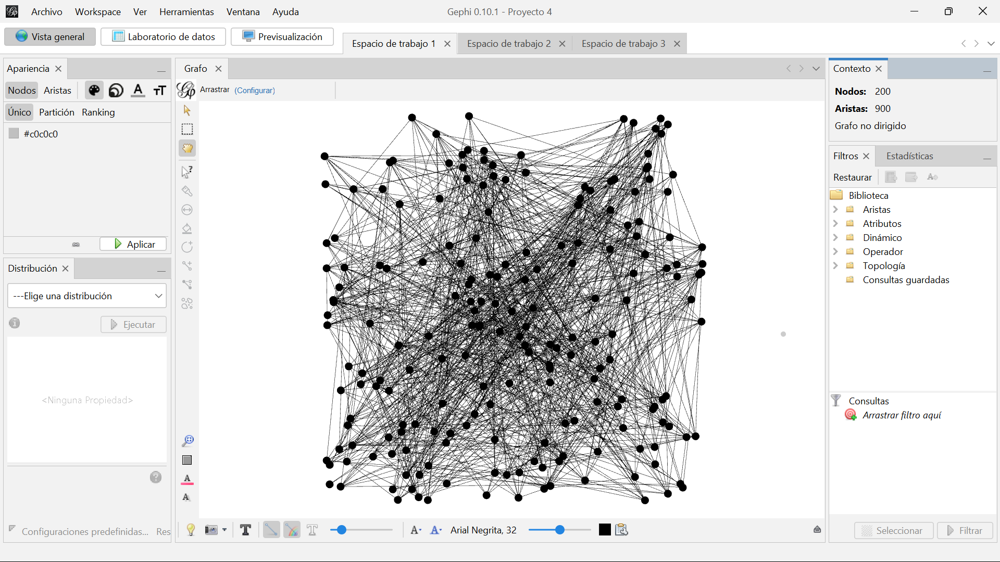 Archivo Workspace Ver Herramientas Ventana Ayuda Gephi 0.10.1 - Proyecto 4
Vista general Laboratorio de datos Previsualización Espacio de trabajo 1 Espacio de trabajo 2 Espacio de trabajo 3
Apariencia
Nodos Aristas
Único Partición Ranking
#c0c0c0
Aplicar
Distribución
---Elige una distribución
Ejecutar
<Ninguna Propiedad>
Configuraciones predefinidas... Res
Grafo
Arrastrar (Configurar)
Arial Negrita, 32
Contexto
Nodos: 200
Aristas: 900
Grafo no dirigido
Filtros Estadísticas
Restaurar
Biblioteca
Aristas
Atributos
Dinámico
Operador
Topología
Consultas guardadas
Consultas
Arrastrar filtro aquí
Seleccionar Filtrar